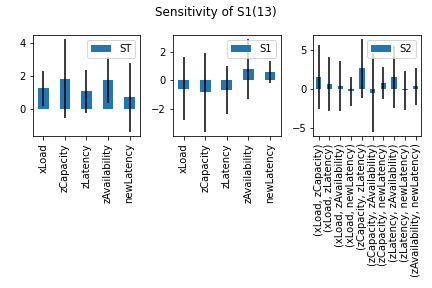 Sensitivity of S1(13)
4
2
0
ST
xLoad
zCapacity
zLatency
zAvailability
newLatency
2
0
−2
S1
xLoad
zCapacity
zLatency
zAvailability
newLatency
5
0
−5
S2
(xLoad, zCapacity)
(xLoad, zLatency)
(xLoad, zAvailability)
(xLoad, newLatency)
(zCapacity, zLatency)
(zCapacity, zAvailability)
(zCapacity, newLatency)
(zLatency, zAvailability)
(zLatency, newLatency)
(zAvailability, newLatency)